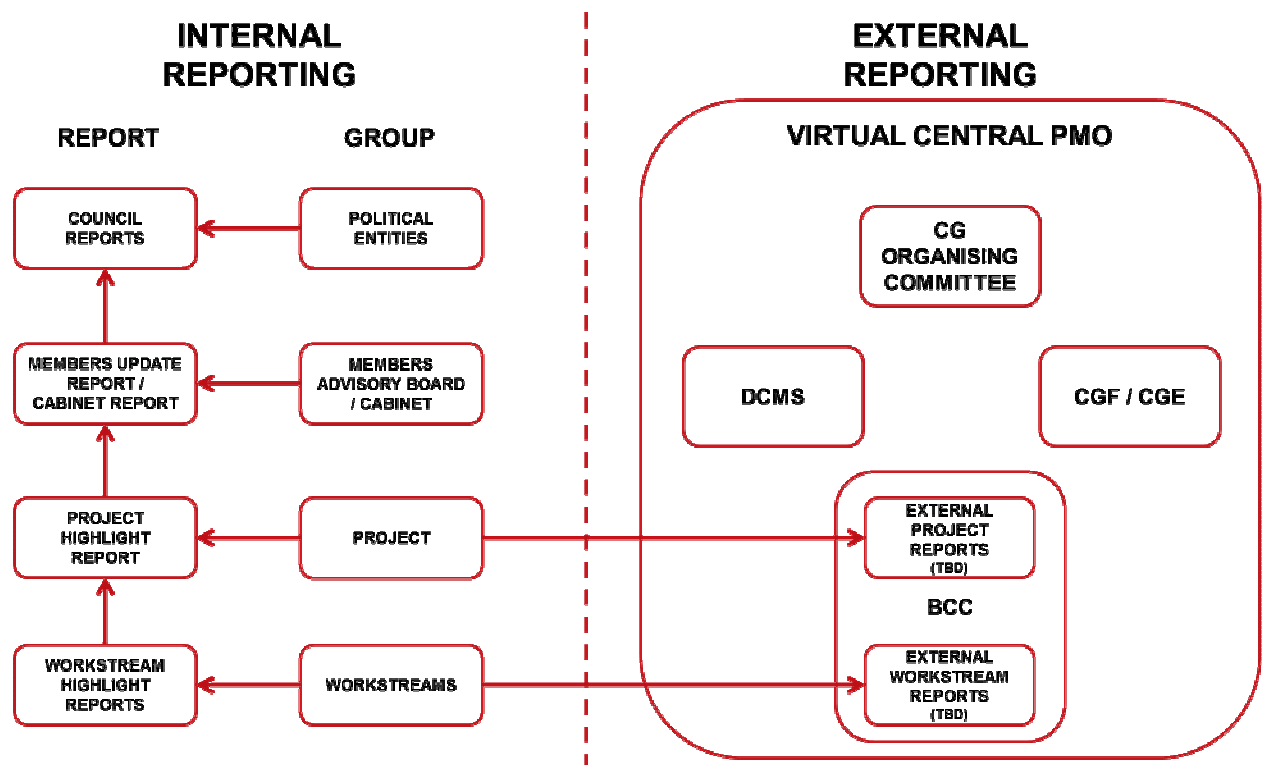 INTERNAL
REPORTING
REPORT
GROUP
COUNCIL
REPORTS
POLITICAL
ENTITIES
MEMBERS UPDATE
REPORT /
CABINET REPORT
MEMBERS
ADVISORY BOARD
/ CABINET
PROJECT
HIGHLIGHT
REPORT
PROJECT
WORKSTREAM
HIGHLIGHT
REPORTS
WORKSTREAMS
EXTERNAL
REPORTING
VIRTUAL CENTRAL PMO
CG
ORGANISING
COMMITTEE
DCMS
CGF / CGE
EXTERNAL
PROJECT
REPORTS
(TBD)
BCC
EXTERNAL
WORKSTREAM
REPORTS
(TBD)